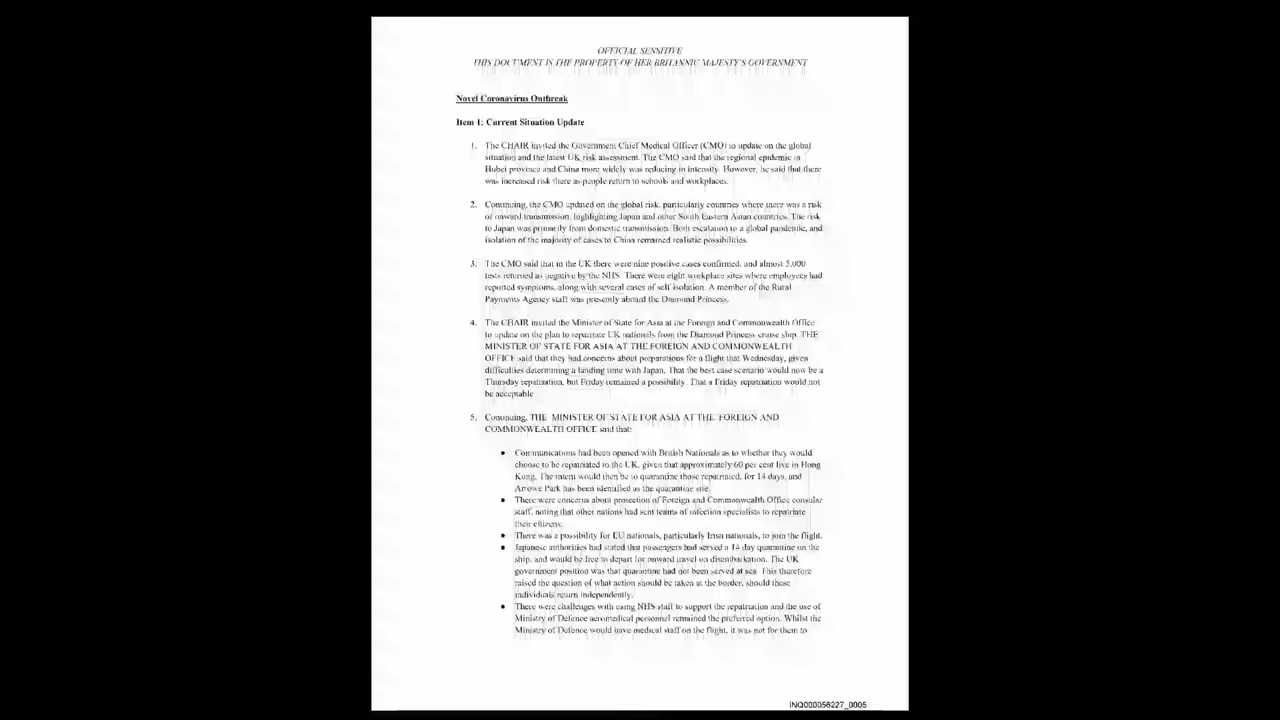 OFFICIAL SENSITIVE
THIS DOCUMENT IS THE PROPERTY OF HER BRITANNIC MAJESTY'S GOVERNMENT
Novel Coronavirus Outbreak
Item 1: Current Situation Update
1. The CHAIR invited the Government Chief Medical Officer (CMO) to update on the global
situation and the latest UK risk assessment. The CMO said that the regional epidemic in
Hubei province and China more widely was reducing in intensity. However, he said that there
was increased risk there as people return to schools and workplaces.
2. Continuing, the CMO updated on the global risk, particularly countries where there was a risk
of onward transmission, highlighting Japan and other South Eastern Asian countries. The risk
to Japan was primarily from domestic transmission. Both escalation to a global pandemic, and
isolation of the majority of cases to China remained realistic possibilities.
3. The CMO said that in the UK there were nine positive cases confirmed, and almost 5,000
tests returned as negative by the NHS. There were eight workplace sites where employees had
reported symptoms, along with several cases of self isolation. A member of the Rural
Payments Agency staff was presently aboard the Diamond Princess.
4. The CHAIR invited the Minister of State for Asia at the Foreign and Commonwealth Office
to update on the plan to repatriate UK nationals from the Diamond Princess cruise ship. THE
MINISTER OF STATE FOR ASIA AT THE FOREIGN AND COMMONWEALTH
OFFICE said that they had concerns about preparations for a flight that Wednesday, given
difficulties determining a landing time with Japan. That the best case scenario would now be a
Thursday repatriation, but Friday remained a possibility. That a Friday repatriation would not
be acceptable
5. Continuing, THE MINISTER OF STATE FOR ASIA AT THE FOREIGN AND
COMMONWEALTH OFFICE said that:
● Communications had been opened with British Nationals as to whether they would
choose to be repatriated to the UK, given that approximately 60 per cent live in Hong
Kong. The intent would then be to quarantine those repatriated, for 14 days, and
Arrowe Park has been identified as the quarantine site.
● There were concerns about protection of Foreign and Commonwealth Office consular
staff, noting that other nations had sent teams of infection specialists to repatriate
their citizens.
● There was a possibility for EU nationals, particularly Irish nationals, to join the flight.
● Japanese authorities had stated that passengers had served a 14 day quarantine on the
ship, and would be free to depart for onward travel on disembarkation. The UK
government position was that quarantine had not been served at sea. This therefore
raised the question of what action should be taken at the border, should these
individuals return independently.
● There were challenges with using NHS staff to support the repatriation and the use of
Ministry of Defence aeromedical personnel remained the preferred option. Whilst the
Ministry of Defence would have medical staff on the flight, it was not for them to
INQ000056227_0005